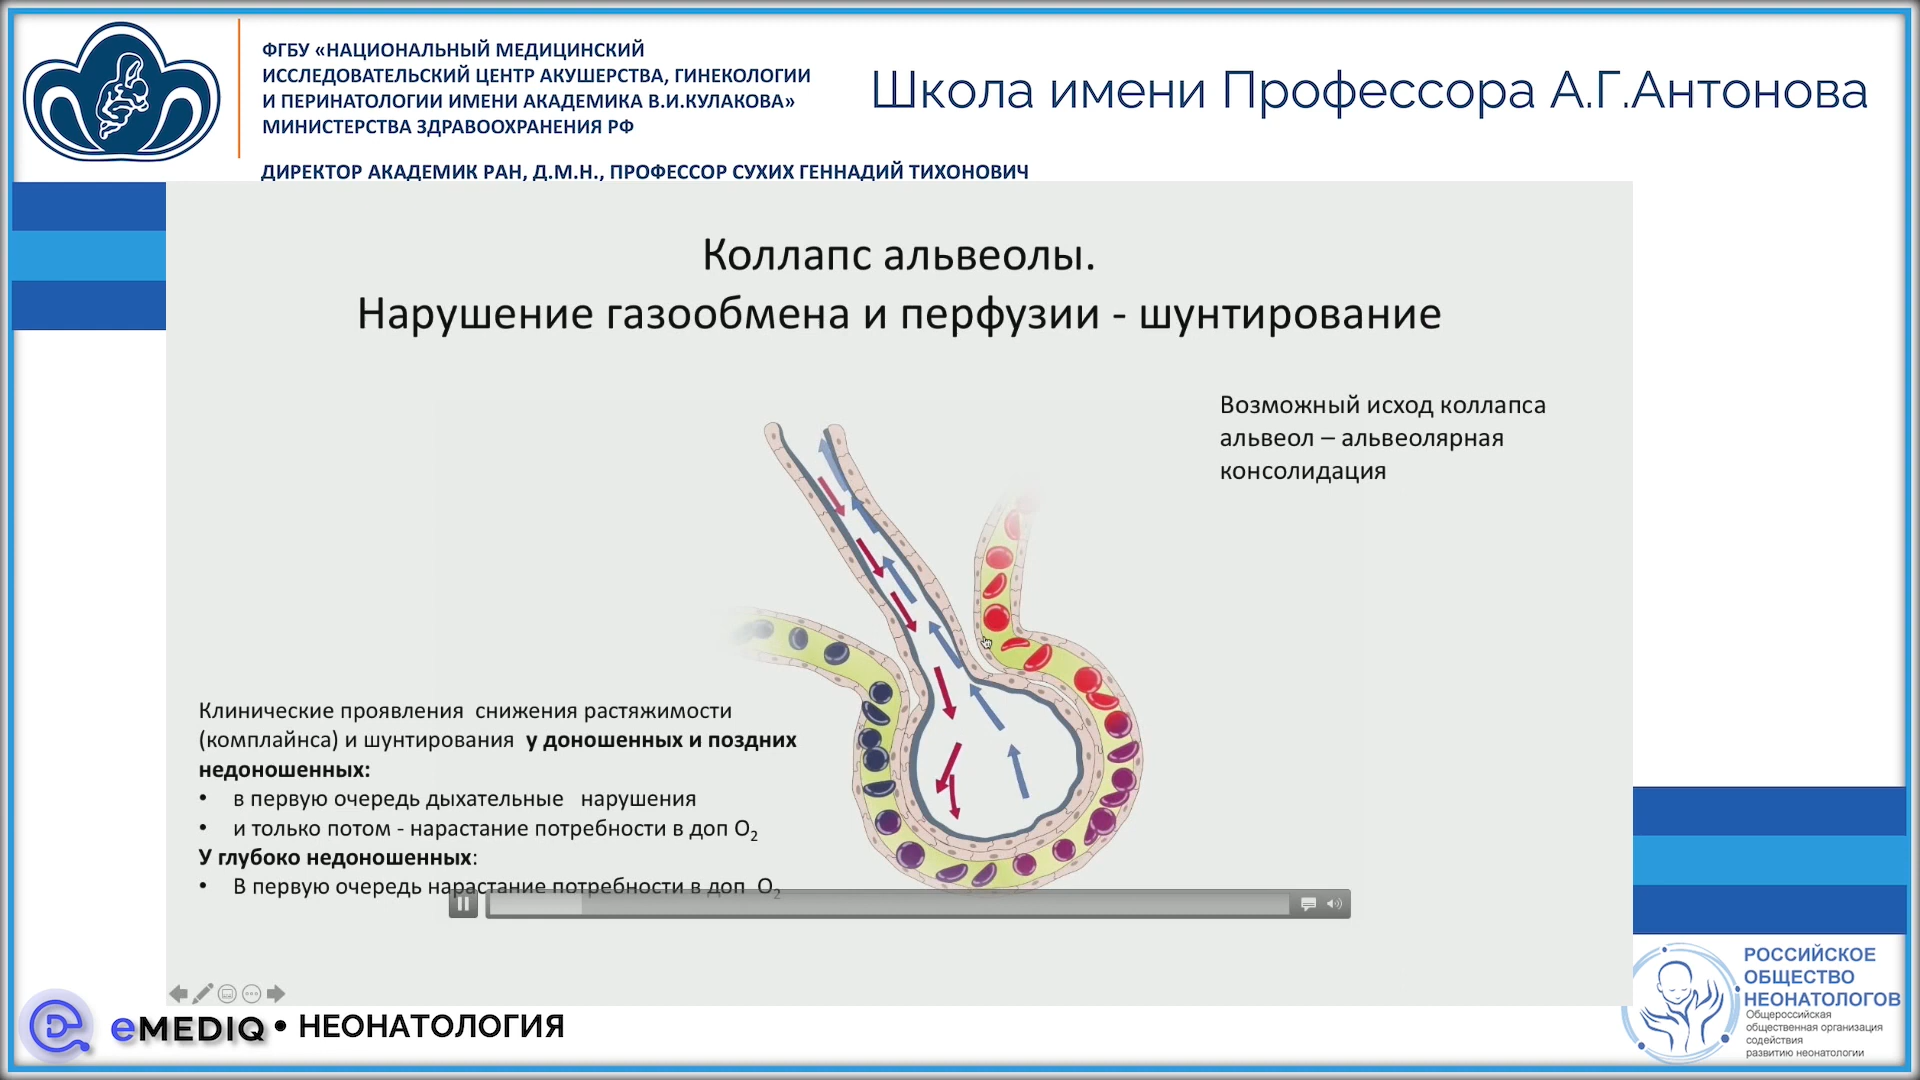 ФГБУ «НАЦИОНАЛЬНЫЙ МЕДИЦИНСКИЙ
ИССЛЕДОВАТЕЛЬСКИЙ ЦЕНТР АКУШЕРСТВА, ГИНЕКОЛОГИИ
И ПЕРИНАТОЛОГИИ ИМЕНИ АКАДЕМИКА В.И.КУЛАКОВА»
МИНИСТЕРСТВА ЗДРАВООХРАНЕНИЯ РФ
ДИРЕКТОР АКАДЕМИК РАН, Д.М.Н., ПРОФЕССОР СУХИХ ГЕННАДИЙ ТИХОНОВИЧ
Школа имени Профессора А.Г.Антонова
Коллапс альвеолы.
Нарушение газообмена и перфузии - шунтирование
Возможный исход коллапса
альвеол – альвеолярная
консолидация
Клинические проявления снижения растяжимости
(комплайнса) и шунтирования у доношенных и поздних
недоношенных:
• в первую очередь дыхательные нарушения
• и только потом - нарастание потребности в доп O₂
У глубоко недоношенных:
• В первую очередь нарастание потребности в доп O₂
eMEDIQ • НЕОНАТОЛОГИЯ
РОССИЙСКОЕ
ОБЩЕСТВО
НЕОНАТОЛОГОВ
Общероссийская
общественная организация
содействия
развитию неонатологии